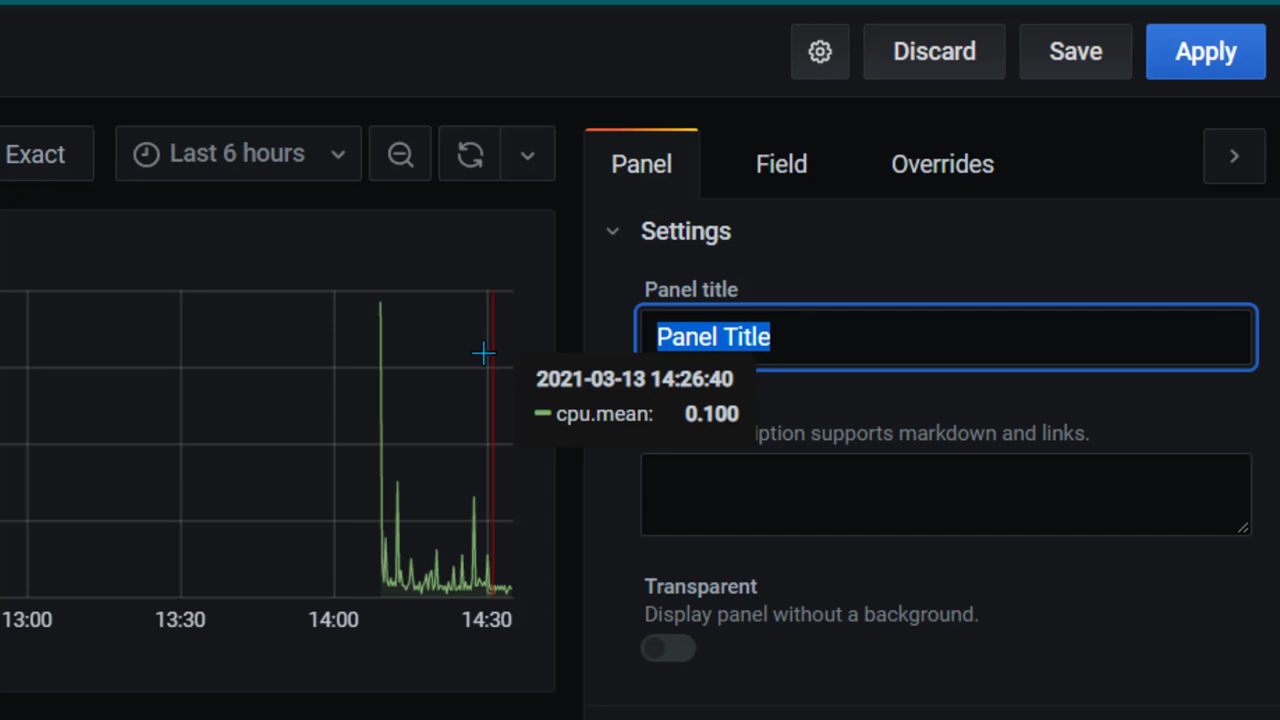 Discard
Save
Apply
Exact
Last 6 hours
Panel
Field
Overrides
Settings
Panel title
Panel Title
2021-03-13 14:26:40
cpu.mean: 0.100
supports markdown and links.
13:00
13:30
14:00
14:30
Transparent
Display panel without a background.